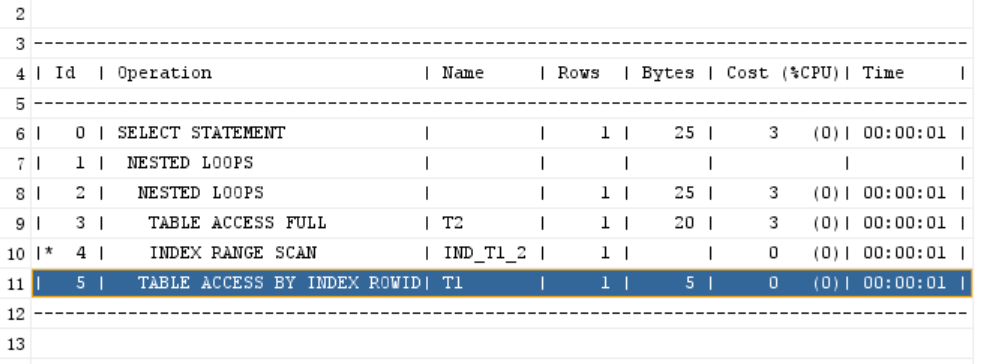 2
3 ---------------------------------------------------------------------------------------------
4 | Id  | Operation                    | Name     | Rows  | Bytes | Cost (%CPU)| Time     |
5 ---------------------------------------------------------------------------------------------
6 |   0 | SELECT STATEMENT             |          |     1 |    25 |     3   (0)| 00:00:01 |
7 |   1 |  NESTED LOOPS                |          |       |       |            |          |
8 |   2 |   NESTED LOOPS               |          |     1 |    25 |     3   (0)| 00:00:01 |
9 |   3 |    TABLE ACCESS FULL         | T2       |     1 |    20 |     3   (0)| 00:00:01 |
10 |*  4 |    INDEX RANGE SCAN          | IND_T1_2 |     1 |       |     0   (0)| 00:00:01 |
11 |   5 |   TABLE ACCESS BY INDEX ROWID| T1       |     1 |     5 |     0   (0)| 00:00:01 |
12 ---------------------------------------------------------------------------------------------
13